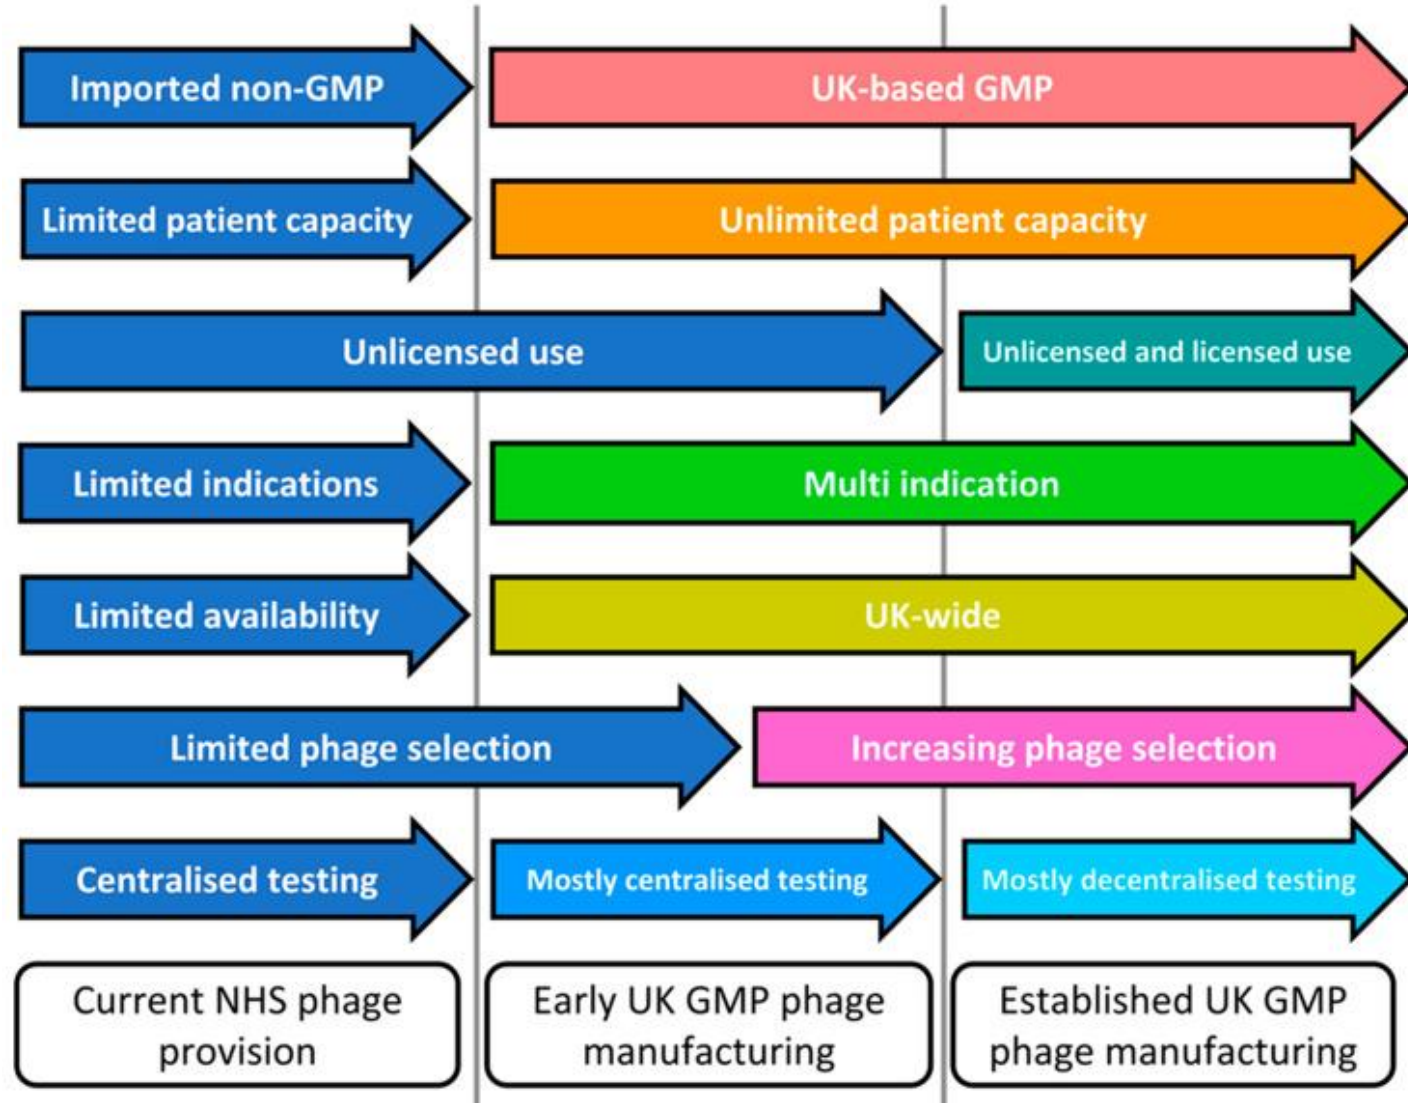 Imported non-GMP
UK-based GMP
Limited patient capacity
Unlimited patient capacity
Unlicensed use
Unlicensed and licensed use
Limited indications
Multi indication
Limited availability
UK-wide
Limited phage selection
Increasing phage selection
Centralised testing
Mostly centralised testing
Mostly decentralised testing
Current NHS phage
provision
Early UK GMP phage
manufacturing
Established UK GMP
phage manufacturing